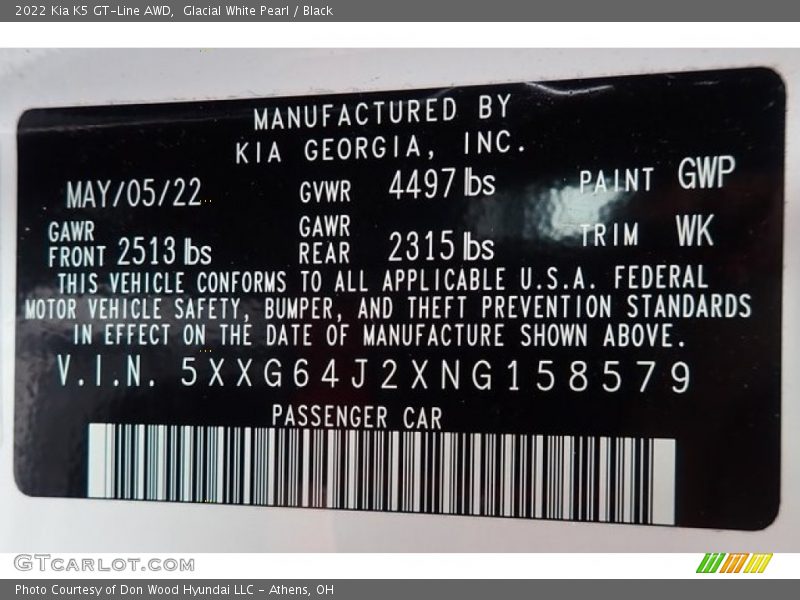 2022 Kia K5 GT-Line AWD,  Glacial White Pearl / Black
MANUFACTURED BY
KIA GEORGIA, INC.
MAY/05/22 GVWR 4497 lbs PAINT GWP
GAWR FRONT 2513 lbs GAWR REAR 2315 lbs TRIM WK
THIS VEHICLE CONFORMS TO ALL APPLICABLE U.S.A. FEDERAL
MOTOR VEHICLE SAFETY, BUMPER, AND THEFT PREVENTION STANDARDS
IN EFFECT ON THE DATE OF MANUFACTURE SHOWN ABOVE.
V.I.N. 5XXG64J2XNG158579
PASSENGER CAR
GTCARLOT.COM
Photo Courtesy of Don Wood Hyundai LLC - Athens, OH